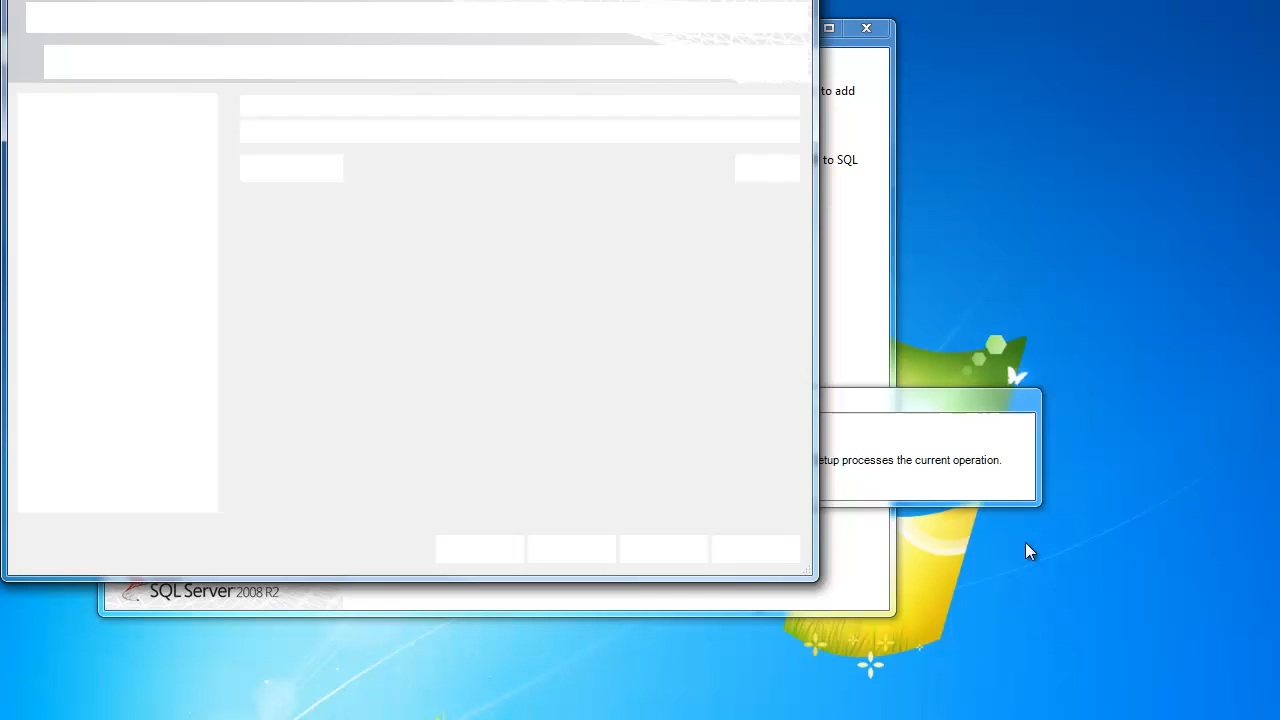 to add
to SQL
etup processes the current operation.
SQL Server 2008 R2